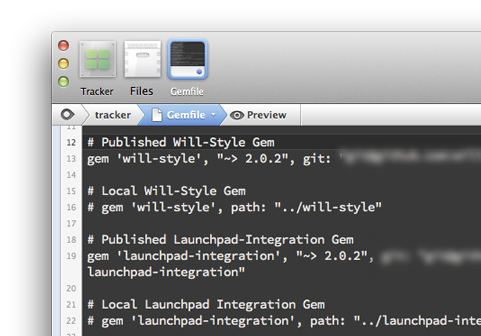 Tracker Files Gemfile
tracker Gemfile Preview
11
12 # Published Will-Style Gem
13 gem 'will-style', "~> 2.0.2", git:
14
15 # Local Will-Style Gem
16 # gem 'will-style', path: "../will-style"
17
18 # Published Launchpad-Integration Gem
19 gem 'launchpad-integration', "~> 2.0.2",
launchpad-integration"
20
21 # Local Launchpad Integration Gem
22 # gem 'launchpad-integration', path: "../launchpad-inte